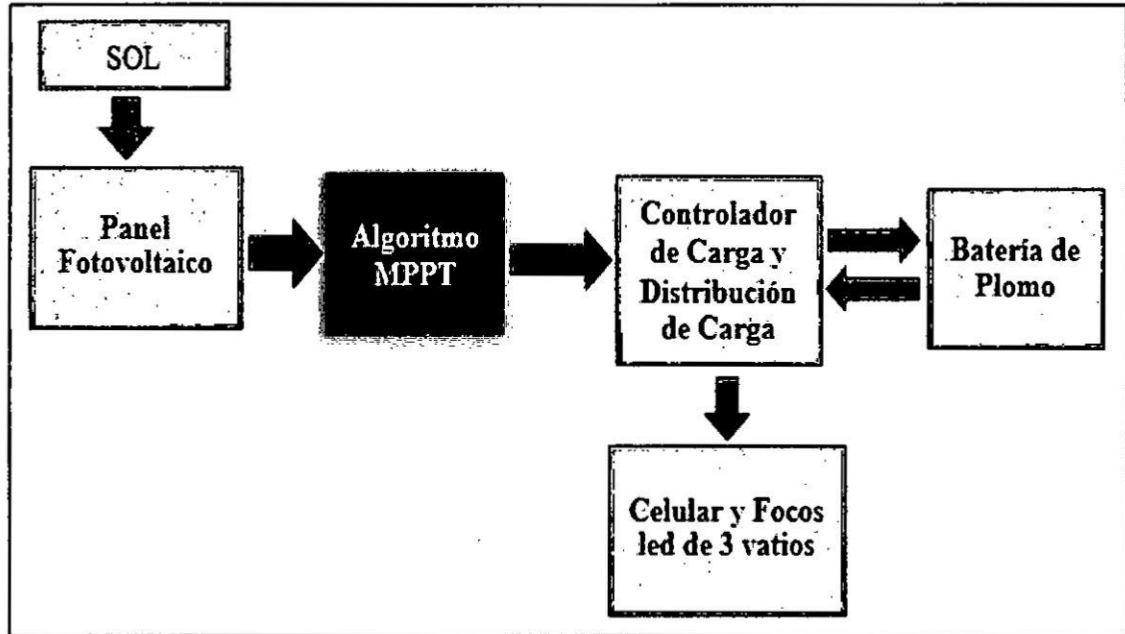 SOL
Panel
Fotovoltaico
Algoritmo
MPPT
Controlador
de Carga y
Distribución
de Carga
Batería de
Plomo
Celular y Focos
led de 3 vatios